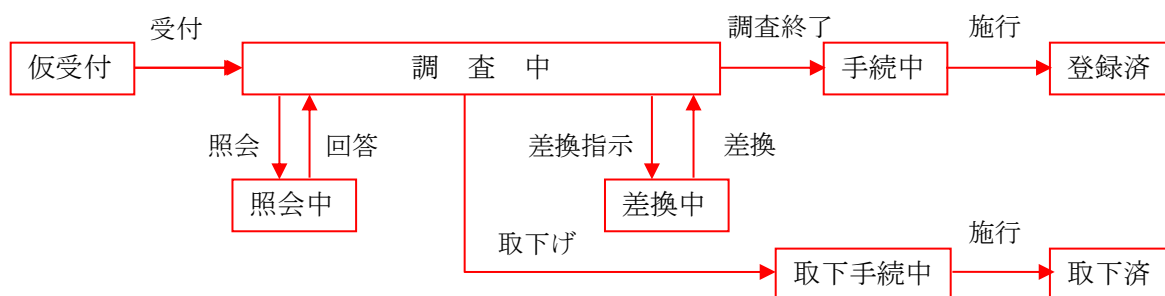 受付
調査終了
施行
仮受付
調 査 中
手続中
登録済
照会
回答
差換指示
差換
照会中
差換中
取下げ
施行
取下手続中
取下済